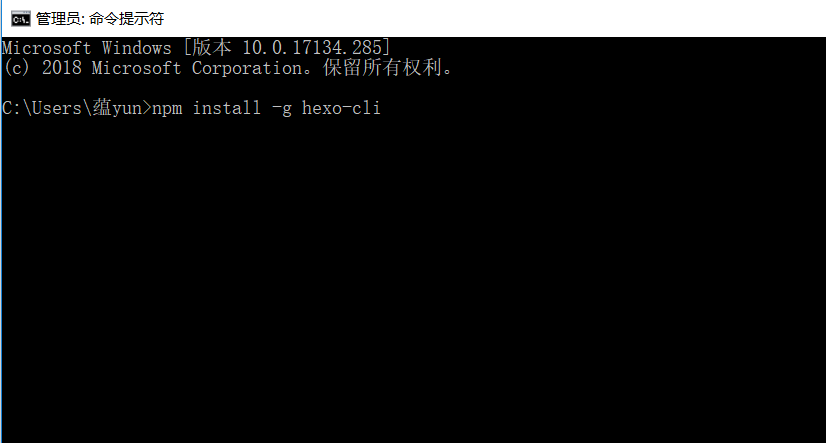 管理员: 命令提示符
Microsoft Windows [版本 10.0.17134.285]
(c) 2018 Microsoft Corporation。保留所有权利。
C:\Users\蕴yun>npm install -g hexo-cli